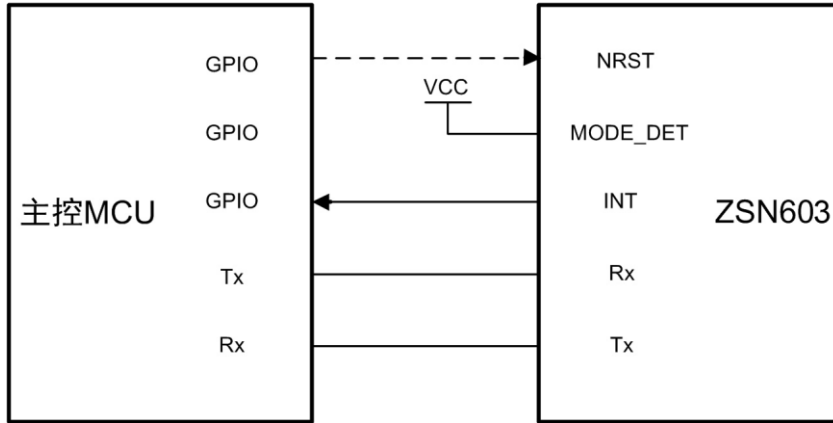 GPIO
NRST
VCC
GPIO
MODE_DET
主控MCU
GPIO
INT
ZSN603
Tx
Rx
Rx
Tx